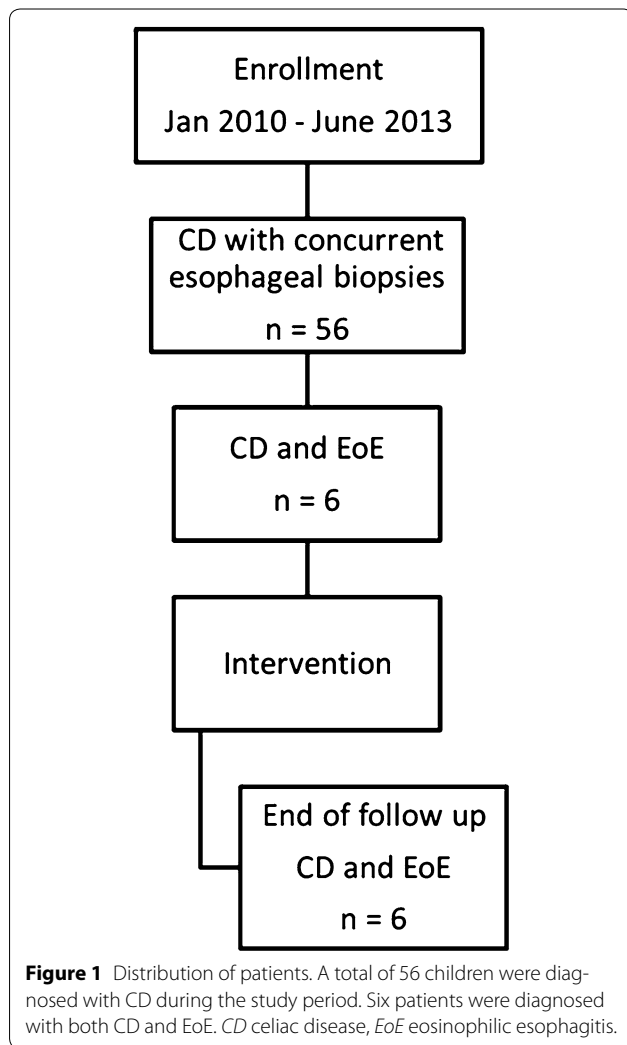 Enrollment
Jan 2010 - June 2013
CD with concurrent
esophageal biopsies
n = 56
CD and EoE
n = 6
Intervention
End of follow up
CD and EoE
n = 6
Figure 1 Distribution of patients. A total of 56 children were diag-
nosed with CD during the study period. Six patients were diagnosed
with both CD and EoE. CD celiac disease, EoE eosinophilic esophagitis.